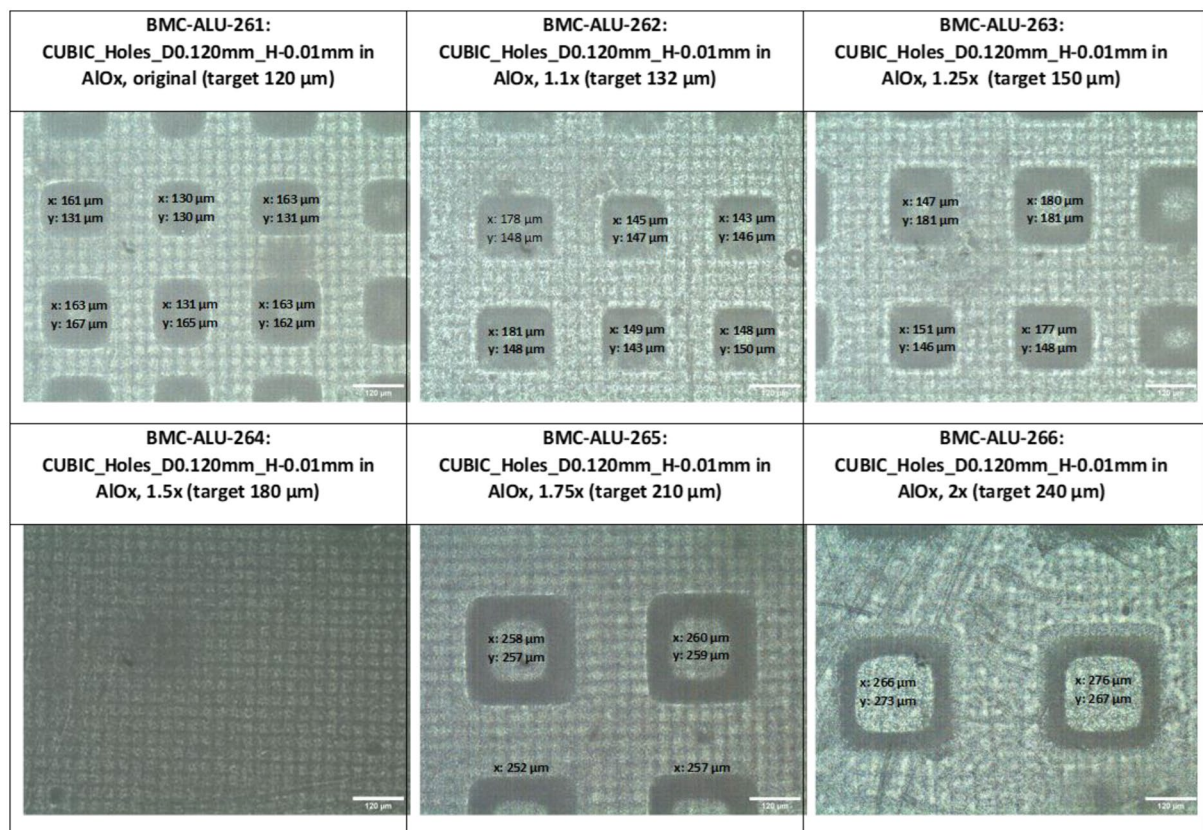 BMC-ALU-261:
CUBIC_Holes_D0.120mm_H-0.01mm in
AlOx, original (target 120 µm)
BMC-ALU-262:
CUBIC_Holes_D0.120mm_H-0.01mm in
AlOx, 1.1x (target 132 µm)
BMC-ALU-263:
CUBIC_Holes_D0.120mm_H-0.01mm in
AlOx, 1.25x (target 150 µm)
x: 161 µm
y: 131 µm
x: 130 µm
y: 130 µm
x: 163 µm
y: 131 µm
x: 163 µm
y: 167 µm
x: 131 µm
y: 165 µm
x: 163 µm
y: 162 µm
120 µm
x: 178 µm
y: 148 µm
x: 145 µm
y: 147 µm
x: 143 µm
y: 146 µm
x: 181 µm
y: 148 µm
x: 149 µm
y: 143 µm
x: 148 µm
y: 150 µm
120 µm
x: 147 µm
y: 181 µm
x: 180 µm
y: 181 µm
x: 151 µm
y: 146 µm
x: 177 µm
y: 148 µm
120 µm
BMC-ALU-264:
CUBIC_Holes_D0.120mm_H-0.01mm in
AlOx, 1.5x (target 180 µm)
BMC-ALU-265:
CUBIC_Holes_D0.120mm_H-0.01mm in
AlOx, 1.75x (target 210 µm)
BMC-ALU-266:
CUBIC_Holes_D0.120mm_H-0.01mm in
AlOx, 2x (target 240 µm)
120 µm
x: 258 µm
y: 257 µm
x: 260 µm
y: 259 µm
x: 252 µm
x: 257 µm
120 µm
x: 266 µm
y: 273 µm
x: 276 µm
y: 267 µm
120 µm